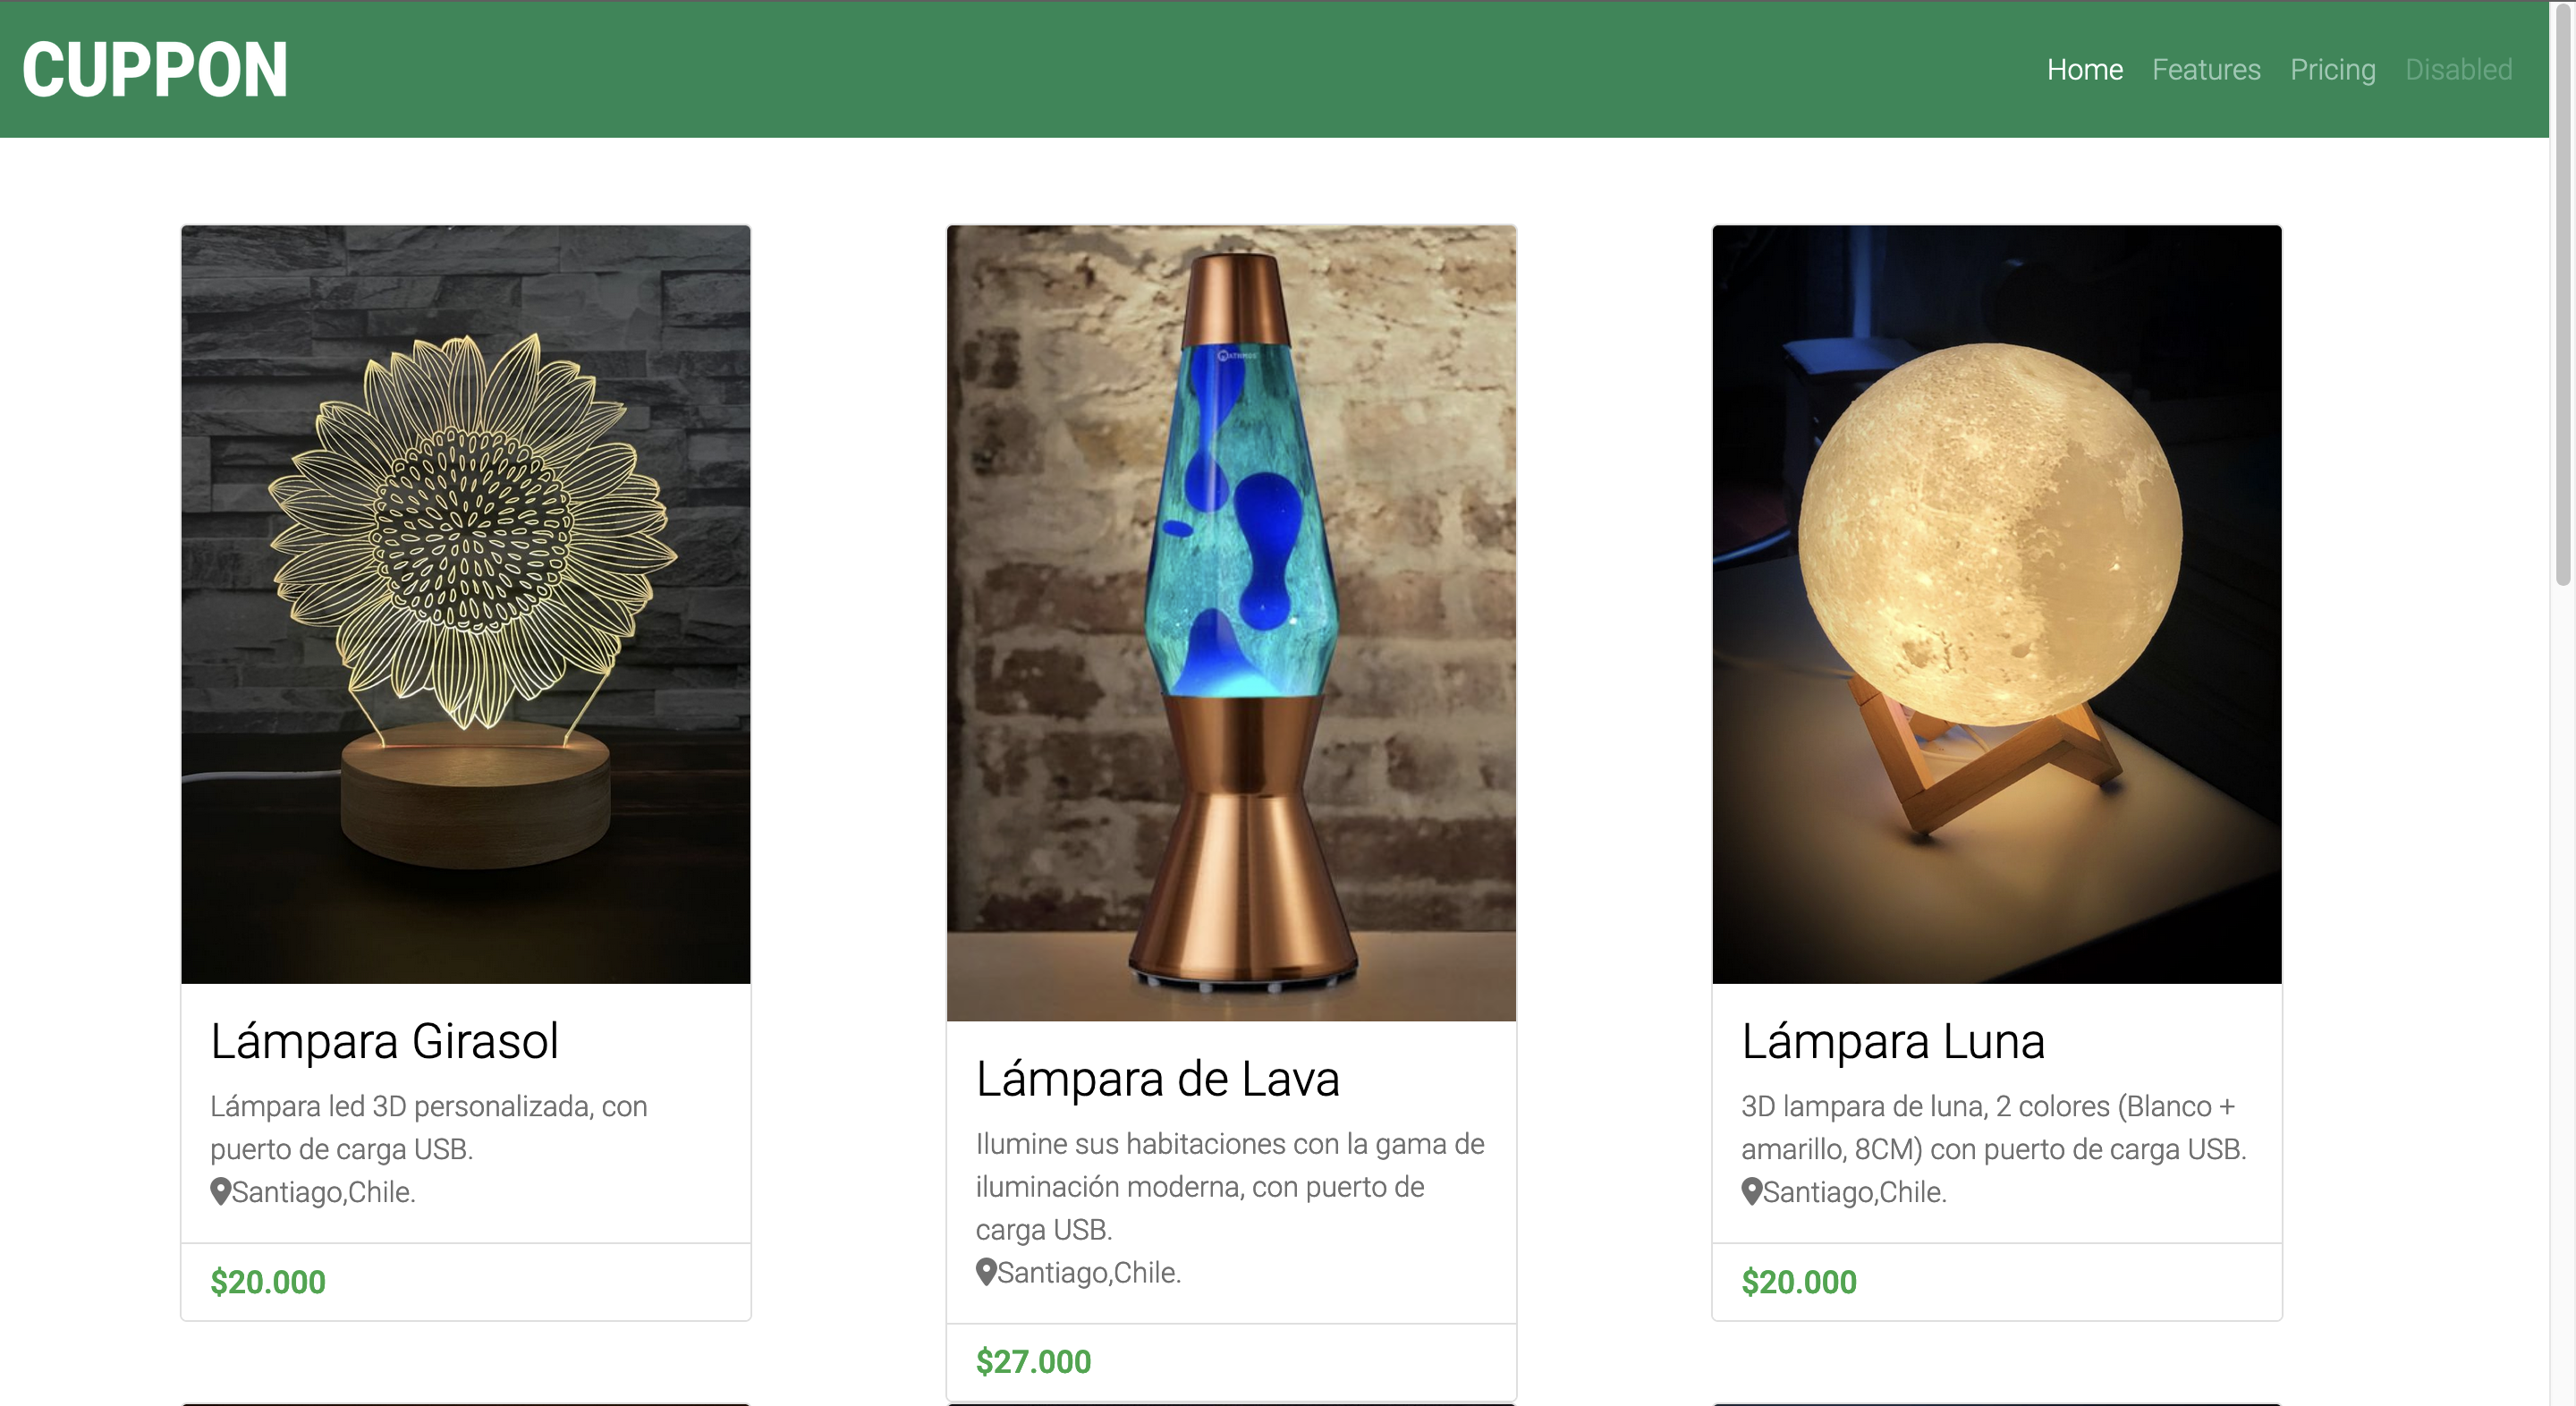 CUPPON
Home Features Pricing Disabled
Lámpara Girasol
Lámpara led 3D personalizada, con
puerto de carga USB.
Santiago,Chile.
$20.000
MATHMOS
Lámpara de Lava
Ilumine sus habitaciones con la gama de
iluminación moderna, con puerto de
carga USB.
Santiago,Chile.
$27.000
Lámpara Luna
3D lampara de luna, 2 colores (Blanco +
amarillo, 8CM) con puerto de carga USB.
Santiago,Chile.
$20.000